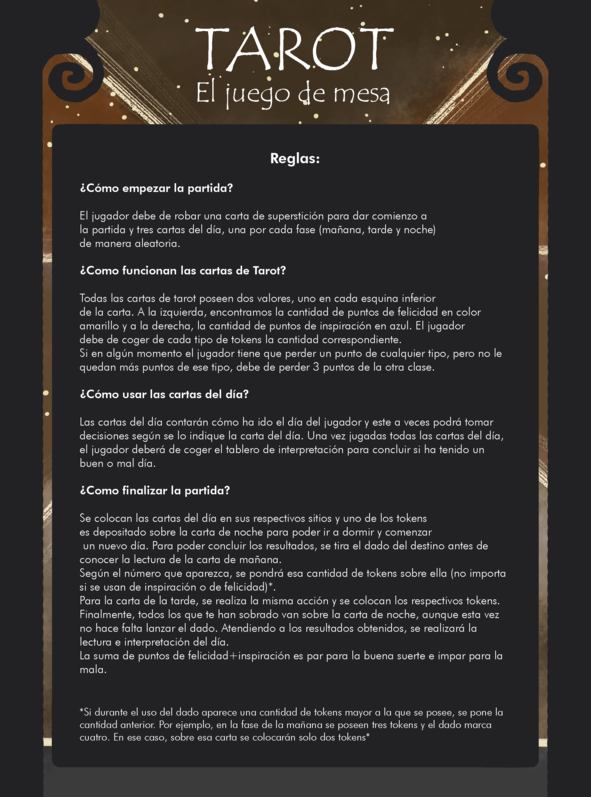 TAROT
El juego de mesa
Reglas:
¿Cómo empezar la partida?
El jugador debe de robar una carta de superstición para dar comienzo a
la partida y tres cartas del día, una por cada fase (mañana, tarde y noche)
de manera aleatoria.
¿Como funcionan las cartas de Tarot?
Todas las cartas de tarot poseen dos valores, uno en cada esquina inferior
de la carta. A la izquierda, encontramos la cantidad de puntos de felicidad en color
amarillo y a la derecha, la cantidad de puntos de inspiración en azul. El jugador
debe de coger de cada tipo de tokens la cantidad correspondiente.
Si en algún momento el jugador tiene que perder un punto de cualquier tipo, pero no le
quedan más puntos de ese tipo, debe de perder 3 puntos de la otra clase.
¿Cómo usar las cartas del día?
Las cartas del día contarán cómo ha ido el día del jugador y este a veces podrá tomar
decisiones según se lo indique la carta del día. Una vez jugadas todas las cartas del día,
el jugador deberá de coger el tablero de interpretación para concluir si ha tenido un
buen o mal día.
¿Como finalizar la partida?
Se colocan las cartas del día en sus respectivos sitios y uno de los tokens
es depositado sobre la carta de noche para poder ir a dormir y comenzar
un nuevo día. Para poder concluir los resultados, se tira el dado del destino antes de
conocer la lectura de la carta de mañana.
Según el número que aparezca, se pondrá esa cantidad de tokens sobre ella (no importa
si se usan de inspiración o de felicidad)*.
Para la carta de la tarde, se realiza la misma acción y se colocan los respectivos tokens.
Finalmente, todos los que te han sobrado van sobre la carta de noche, aunque esta vez
no hace falta lanzar el dado. Atendiendo a los resultados obtenidos, se realizará la
lectura e interpretación del día.
La suma de puntos de felicidad+inspiración es par para la buena suerte e impar para la
mala.
*Si durante el uso del dado aparece una cantidad de tokens mayor a la que se posee, se pone la
cantidad anterior. Por ejemplo, en la fase de la mañana se poseen tres tokens y el dado marca
cuatro. En ese caso, sobre esa carta se colocarán solo dos tokens*